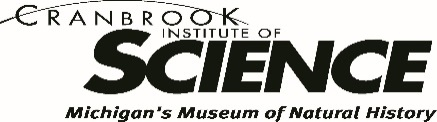 CRANBROOK
INSTITUTE OF
SCIENCE
Michigan's Museum of Natural History